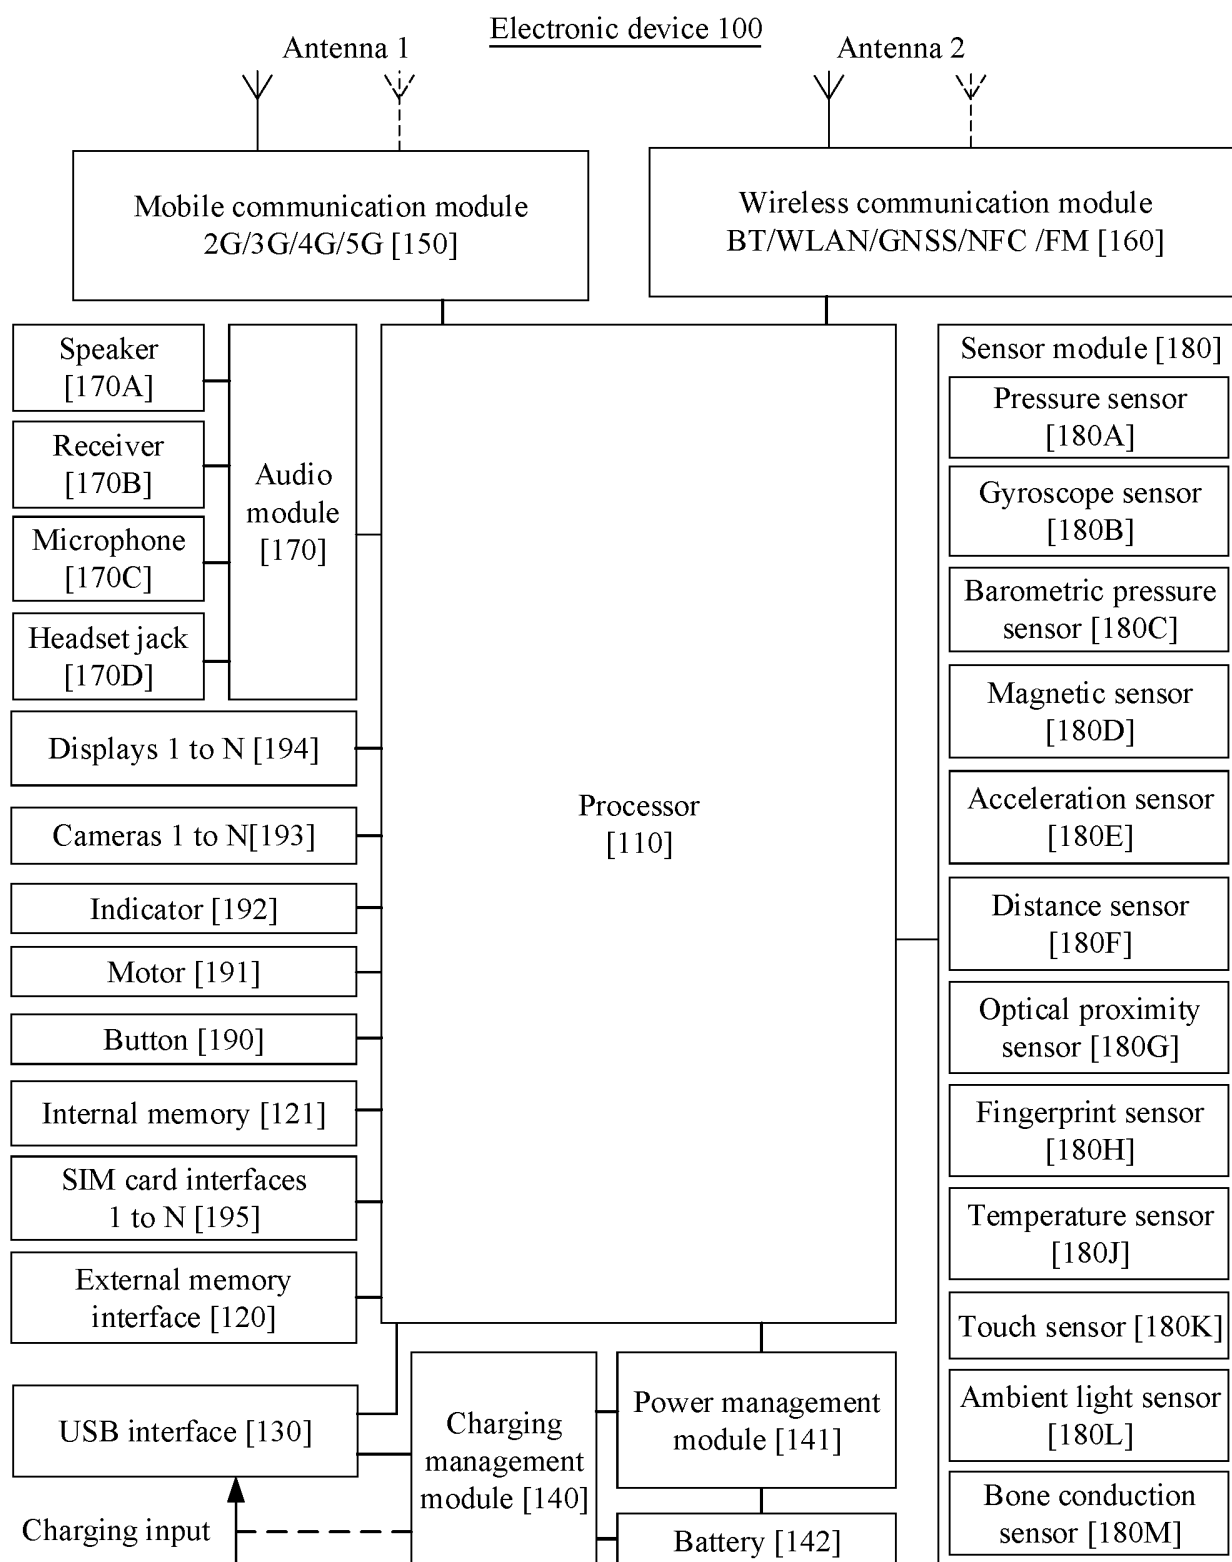 Electronic device 100
Antenna 1
Antenna 2
Mobile communication module
2G/3G/4G/5G [150]
Wireless communication module
BT/WLAN/GNSS/NFC /FM [160]
Speaker
[170A]
Receiver
[170B]
Microphone
[170C]
Headset jack
[170D]
Audio
module
[170]
Displays 1 to N [194]
Cameras 1 to N[193]
Indicator [192]
Motor [191]
Button [190]
Internal memory [121]
SIM card interfaces
1 to N [195]
External memory
interface [120]
USB interface [130]
Charging input
Processor
[110]
Charging
management
module [140]
Power management
module [141]
Battery [142]
Sensor module [180]
Pressure sensor
[180A]
Gyroscope sensor
[180B]
Barometric pressure
sensor [180C]
Magnetic sensor
[180D]
Acceleration sensor
[180E]
Distance sensor
[180F]
Optical proximity
sensor [180G]
Fingerprint sensor
[180H]
Temperature sensor
[180J]
Touch sensor [180K]
Ambient light sensor
[180L]
Bone conduction
sensor [180M]